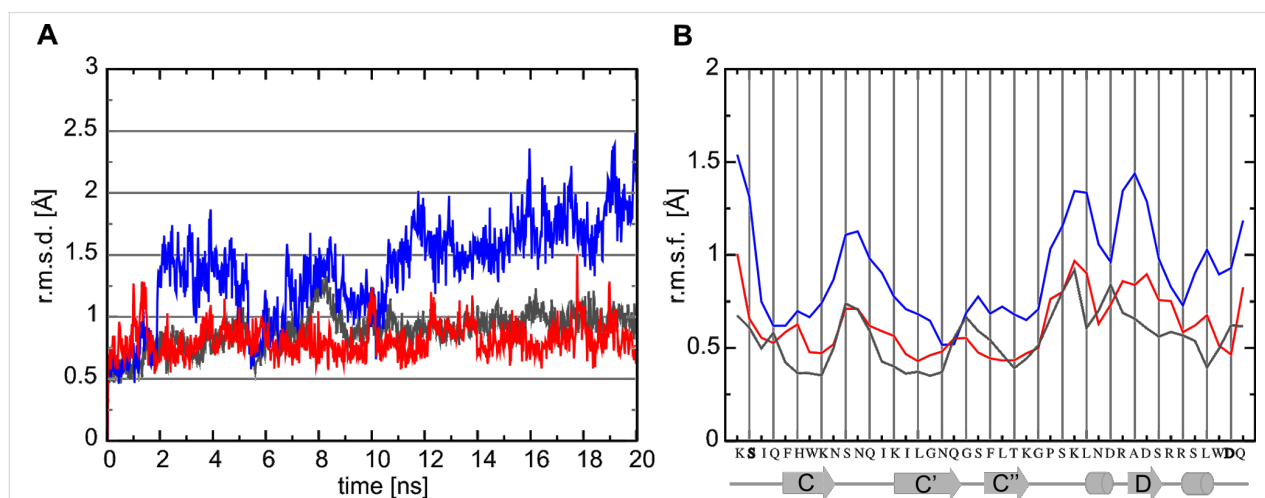 A
3
2.5
2
1.5
1
0.5
0
r.m.s.d. [Å]
0 2 4 6 8 10 12 14 16 18 20
time [ns]
B
2
1.5
1
0.5
0
r.m.s.f. [Å]
KSIQFHWKNSNQIKILGNQGSFLTKGPSKLNDRADSRRSLWDQ
C C' C'' D